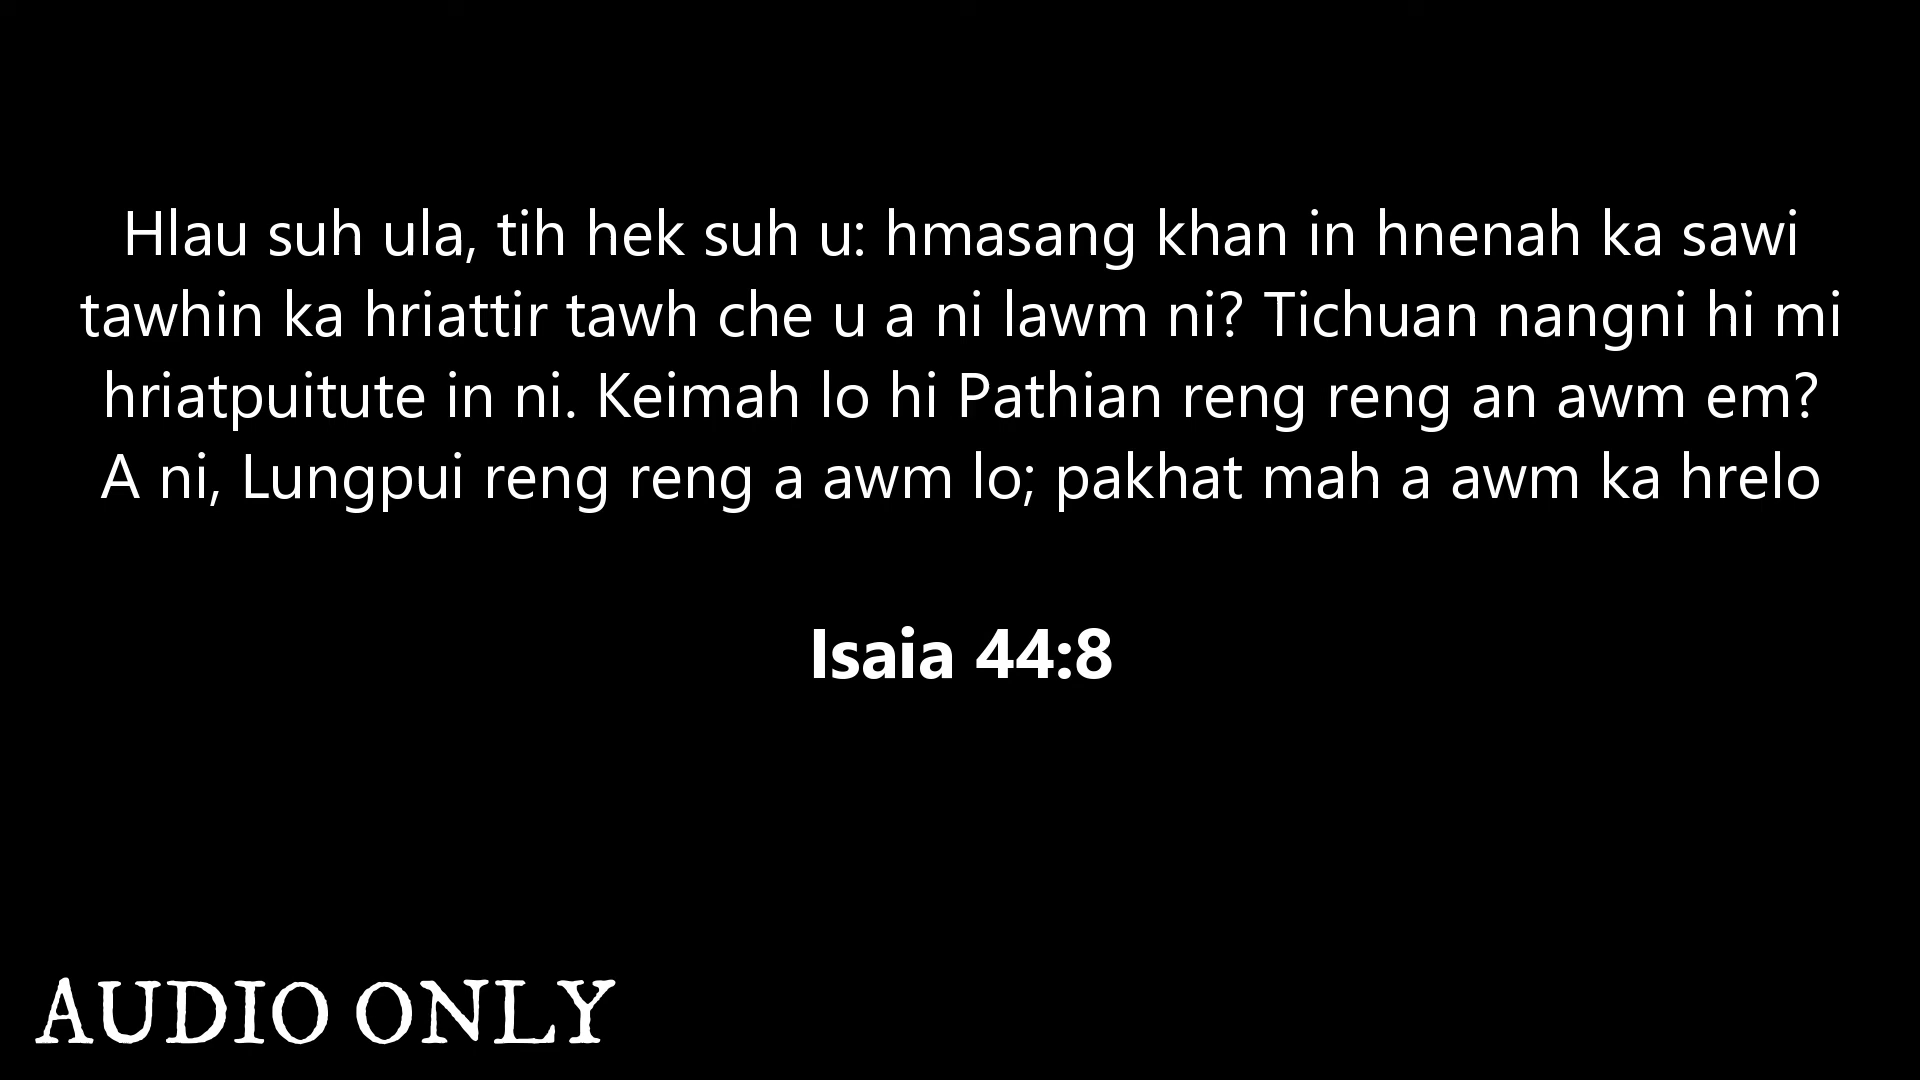 Hlau suh ula, tih hek suh u: hmasang khan in hnenah ka sawi
tawhin ka hriattir tawh che u a ni lawm ni? Tichuan nangni hi mi
hriatpuitute in ni. Keimah lo hi Pathian reng reng an awm em?
A ni, Lungpui reng reng a awm lo; pakhat mah a awm ka hrelo
Isaia 44:8
AUDIO ONLY